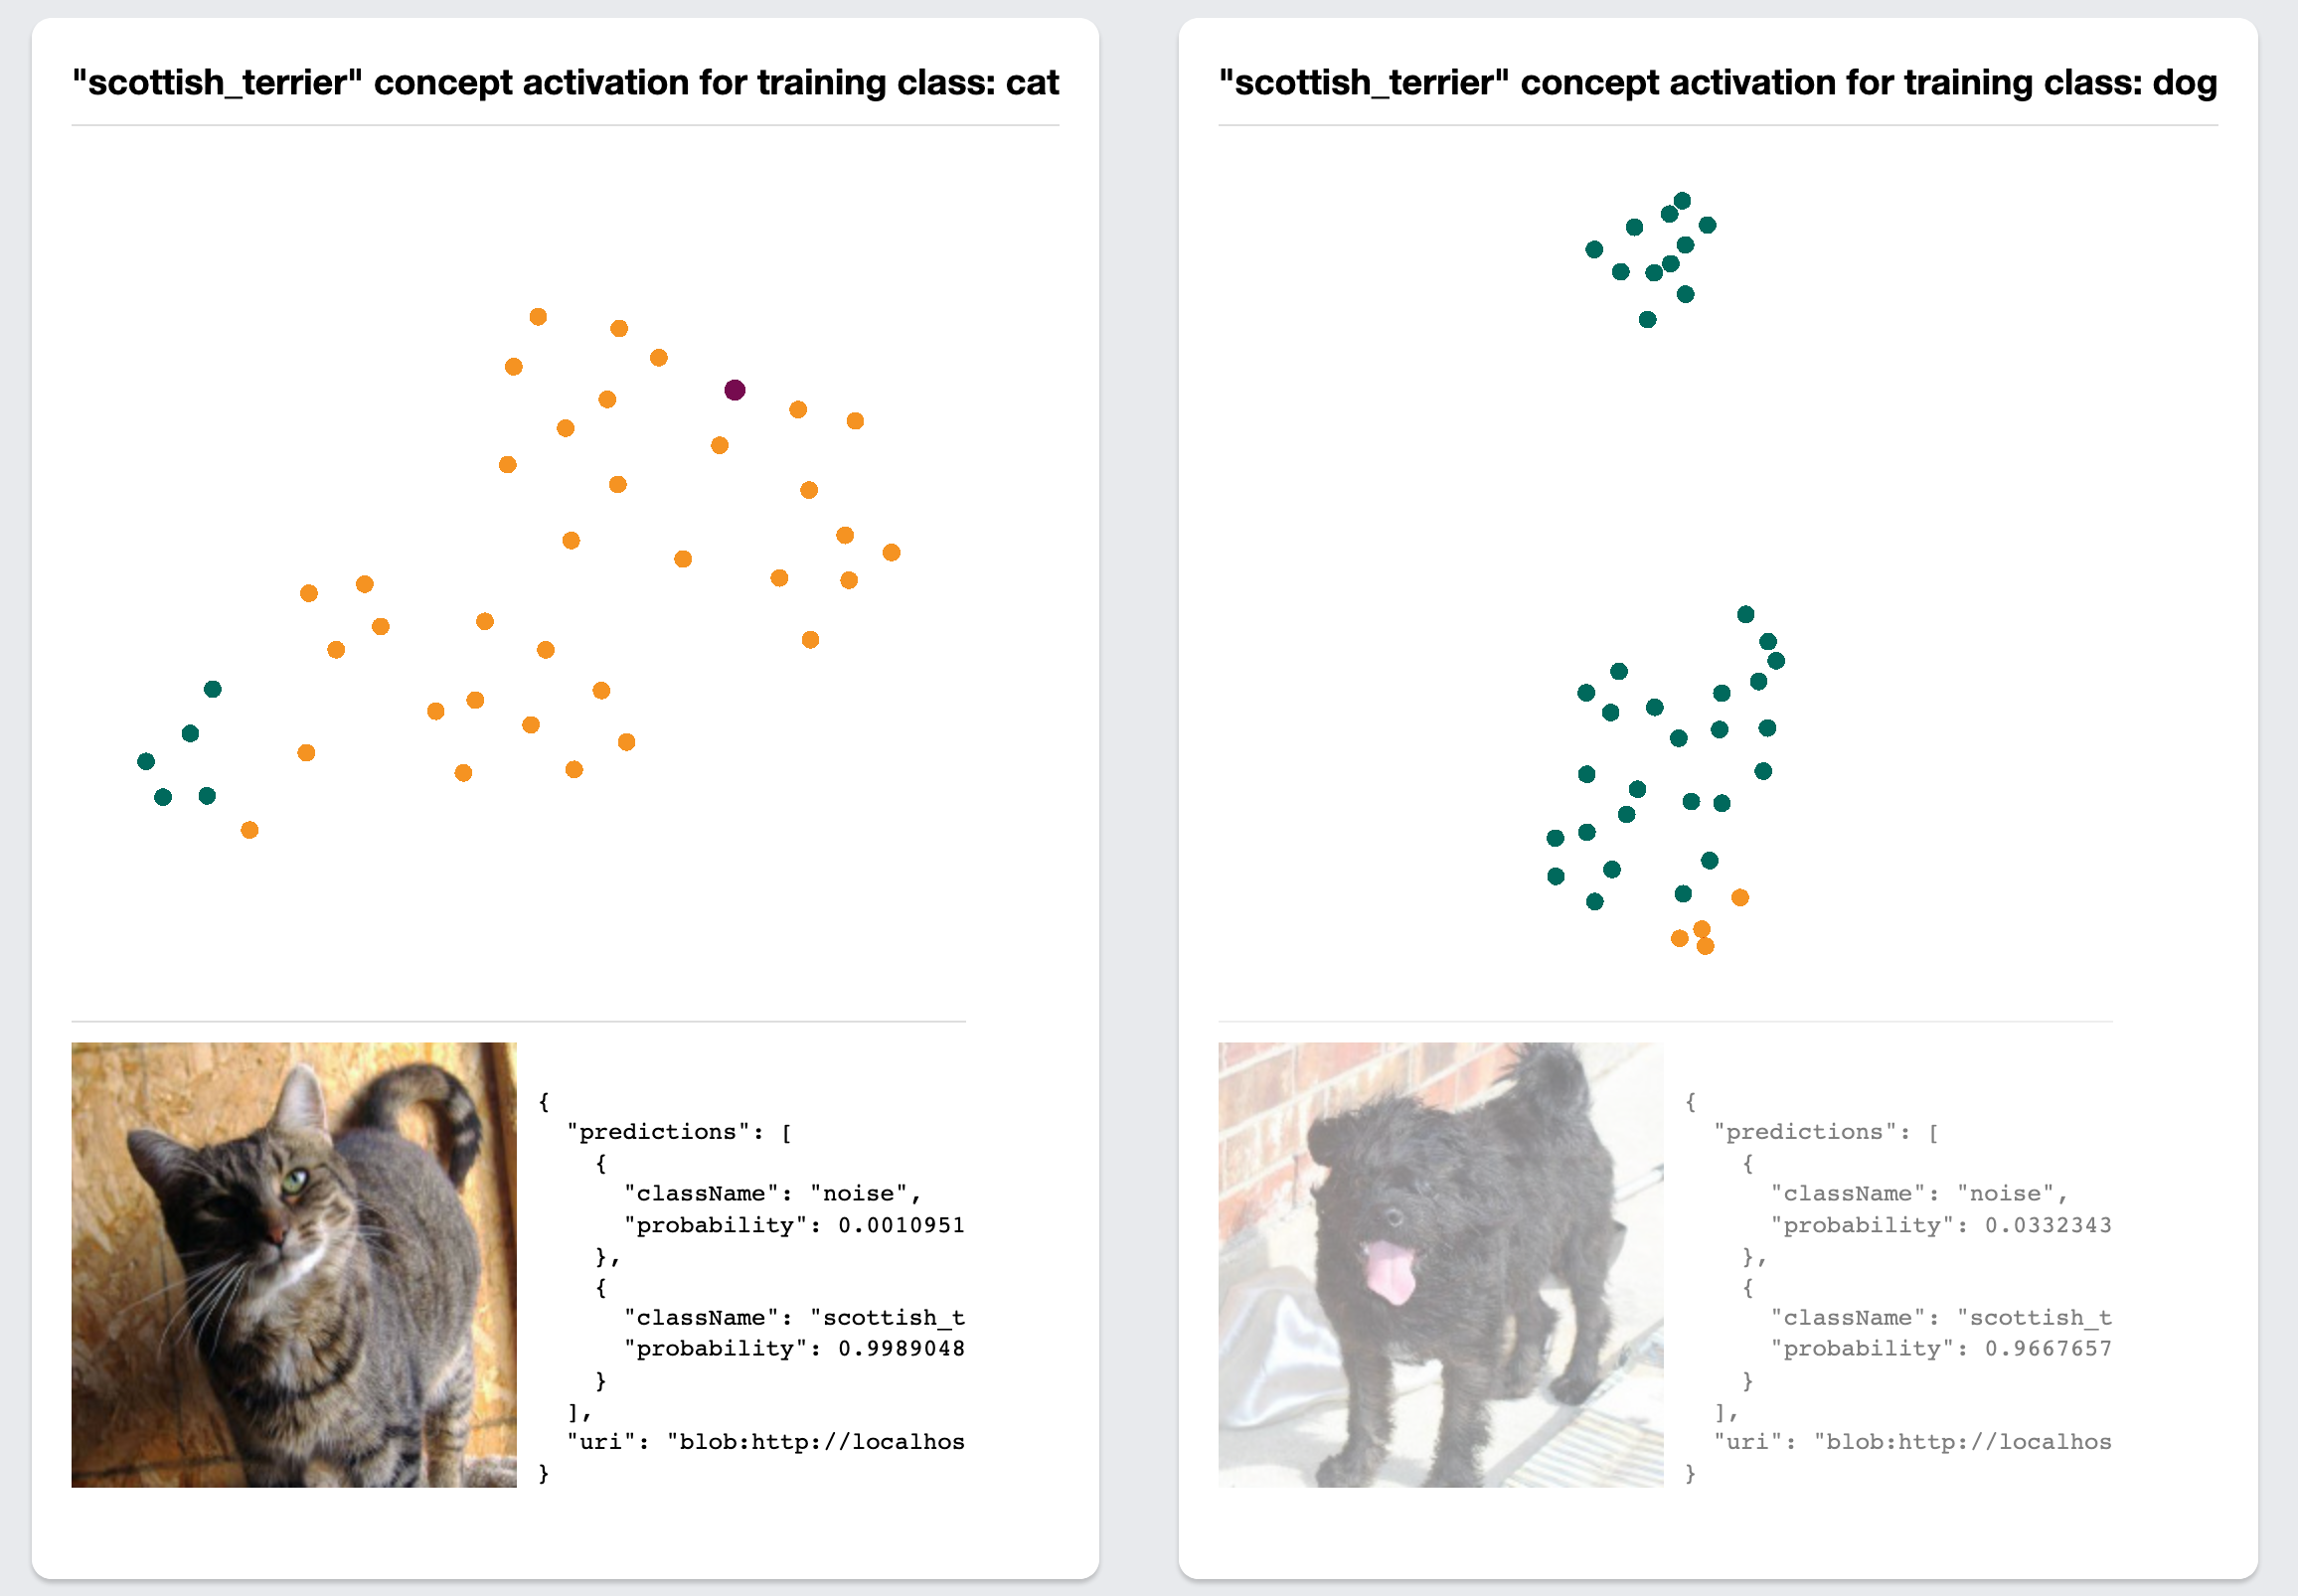 "scottish_terrier" concept activation for training class: cat
{
"predictions": [
{
"className": "noise",
"probability": 0.0010951
},
{
"className": "scottish_t
"probability": 0.9989048
}
],
"uri": "blob:http://localhos
}
"scottish_terrier" concept activation for training class: dog
{
"predictions": [
{
"className": "noise",
"probability": 0.0332343
},
{
"className": "scottish_t
"probability": 0.9667657
}
],
"uri": "blob:http://localhos
}